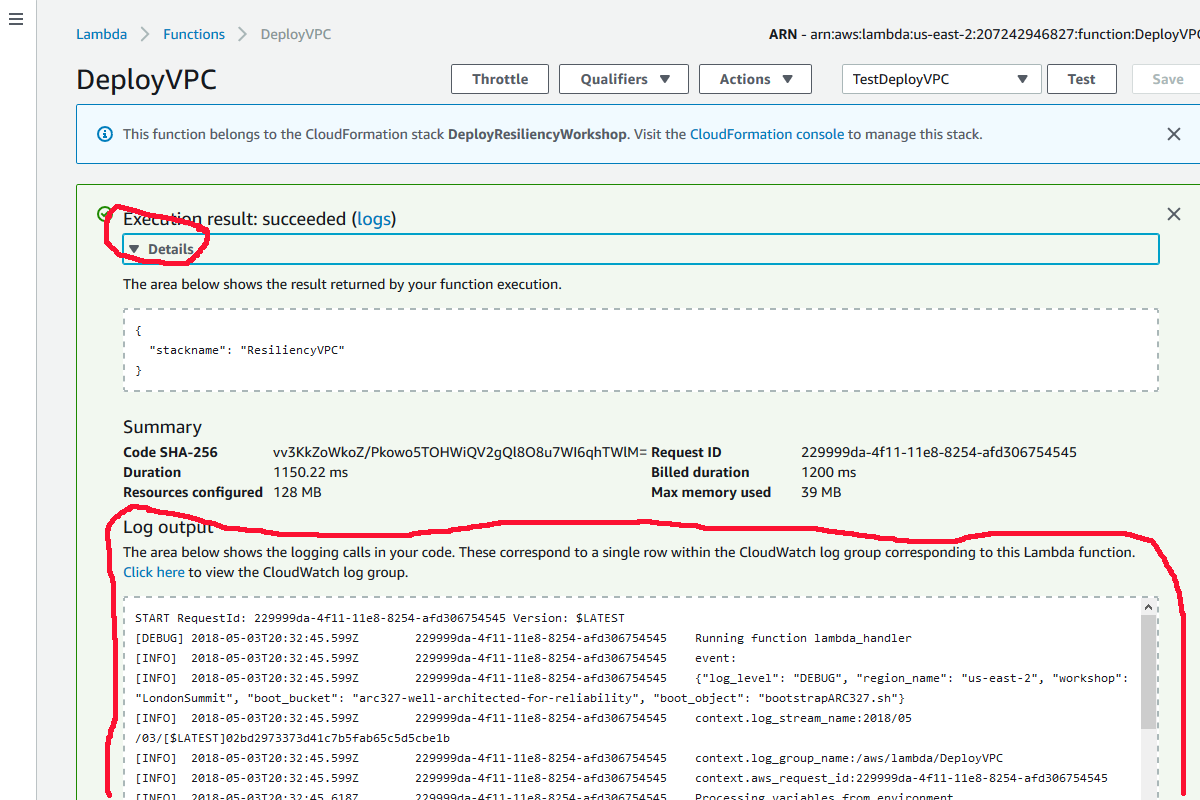 Lambda > Functions > DeployVPC ARN - arn:aws:lambda:us-east-2:207242946827:function:DeployVPC
DeployVPC Throttle Qualifiers Actions TestDeployVPC Test Save
This function belongs to the CloudFormation stack DeployResiliencyWorkshop. Visit the CloudFormation console to manage this stack.
Execution result: succeeded (logs)
Details
The area below shows the result returned by your function execution.
{
"stackname": "ResiliencyVPC"
}
Summary
Code SHA-256 vv3KkZoWkoZ/Pkowo5TOHWiQV2gQl8O8u7WI6qhTWlM= Request ID 229999da-4f11-11e8-8254-afd306754545
Duration 1150.22 ms Billed duration 1200 ms
Resources configured 128 MB Max memory used 39 MB
Log output
The area below shows the logging calls in your code. These correspond to a single row within the CloudWatch log group corresponding to this Lambda function.
Click here to view the CloudWatch log group.
START RequestId: 229999da-4f11-11e8-8254-afd306754545 Version: $LATEST
[DEBUG] 2018-05-03T20:32:45.599Z 229999da-4f11-11e8-8254-afd306754545 Running function lambda_handler
[INFO] 2018-05-03T20:32:45.599Z 229999da-4f11-11e8-8254-afd306754545 event:
[INFO] 2018-05-03T20:32:45.599Z 229999da-4f11-11e8-8254-afd306754545 {"log_level": "DEBUG", "region_name": "us-east-2", "workshop":
"LondonSummit", "boot_bucket": "arc327-well-architected-for-reliability", "boot_object": "bootstrapARC327.sh"}
[INFO] 2018-05-03T20:32:45.599Z 229999da-4f11-11e8-8254-afd306754545 context.log_stream_name:2018/05
/03/[$LATEST]02bd2973373d41c7b5fab65c5d5cbe1b
[INFO] 2018-05-03T20:32:45.599Z 229999da-4f11-11e8-8254-afd306754545 context.log_group_name:/aws/lambda/DeployVPC
[INFO] 2018-05-03T20:32:45.599Z 229999da-4f11-11e8-8254-afd306754545 context.aws_request_id:229999da-4f11-11e8-8254-afd306754545
[INFO] 2018-05-03T20:32:45.618Z 229999da-4f11-11e8-8254-afd306754545 Processing variables from environment